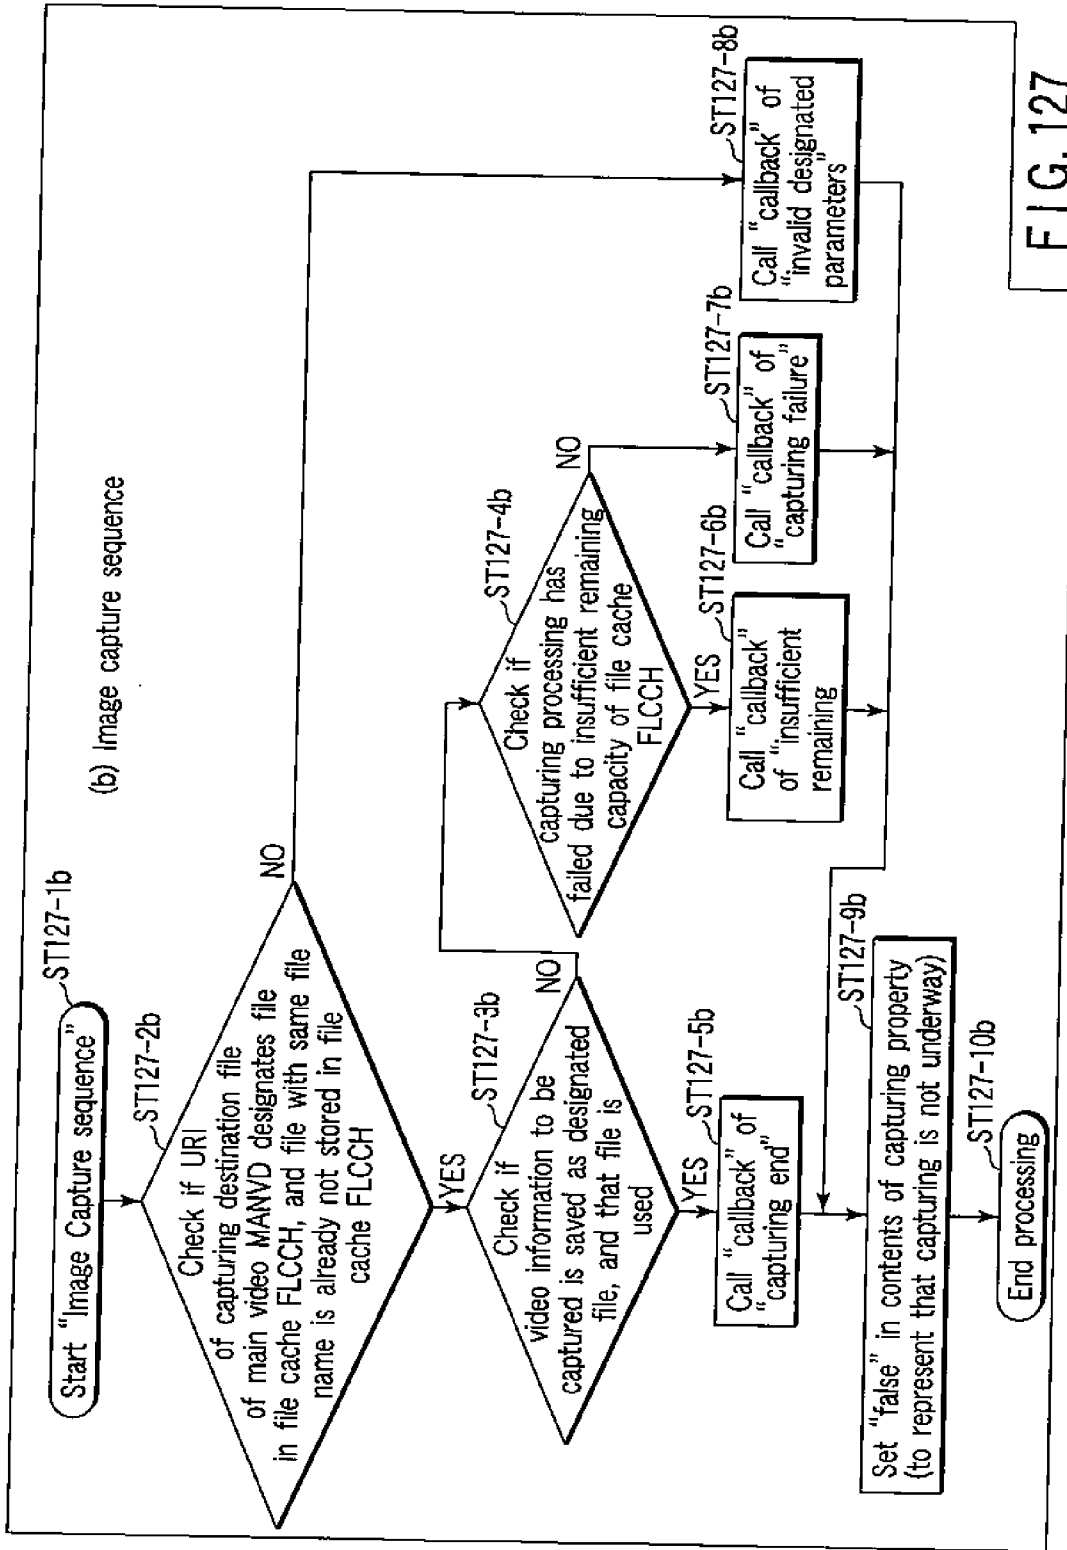 (b) Image capture sequence
Start “Image Capture sequence”
ST127-1b
ST127-2b
Check if URI
of capturing destination file
of main video MANVD designates file
in file cache FLCCH, and file with same file
name is already not stored in file
cache FLCCH
NO
YES
ST127-3b
Check if
video information to be
captured is saved as designated
file, and that file is
used
NO
YES
ST127-4b
Check if
capturing processing has
failed due to insufficient remaining
capacity of file cache
FLCCH
NO
YES
ST127-5b
Call “callback” of
“capturing end”
ST127-6b
Call “callback”
of “insufficient
remaining
ST127-7b
Call “callback” of
“capturing failure”
ST127-8b
Call “callback” of
“invalid designated”
parameters
ST127-9b
Set “false” in contents of capturing property
(to represent that capturing is not underway)
ST127-10b
End processing
FIG. 127